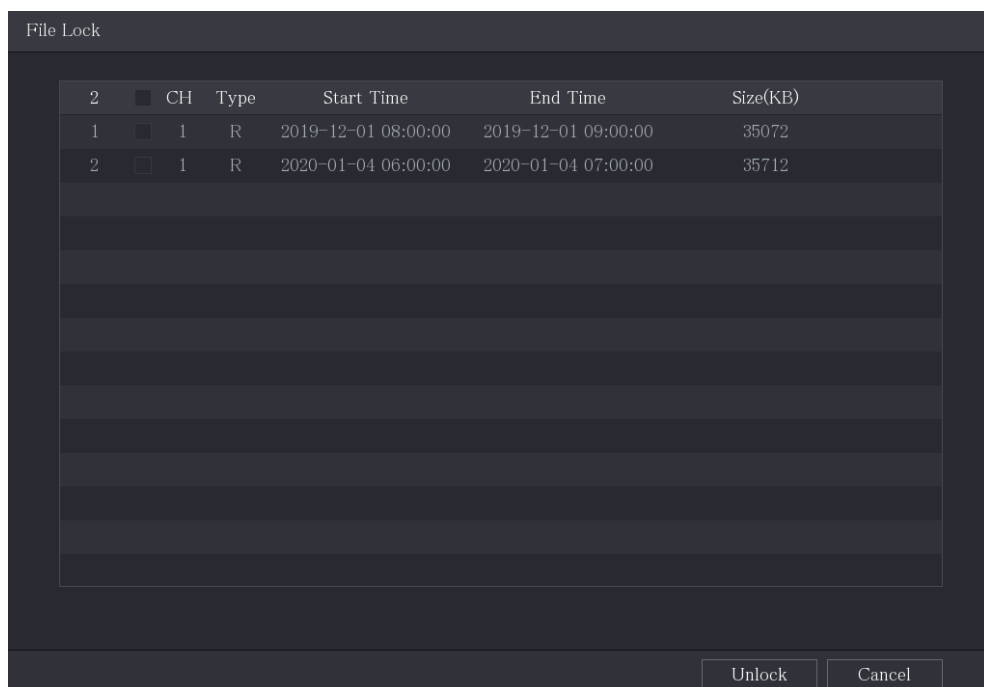 File Lock
2 CH Type Start Time End Time Size(KB)
1 1 R 2019-12-01 08:00:00 2019-12-01 09:00:00 35072
2 1 R 2020-01-04 06:00:00 2020-01-04 07:00:00 35712
Unlock Cancel